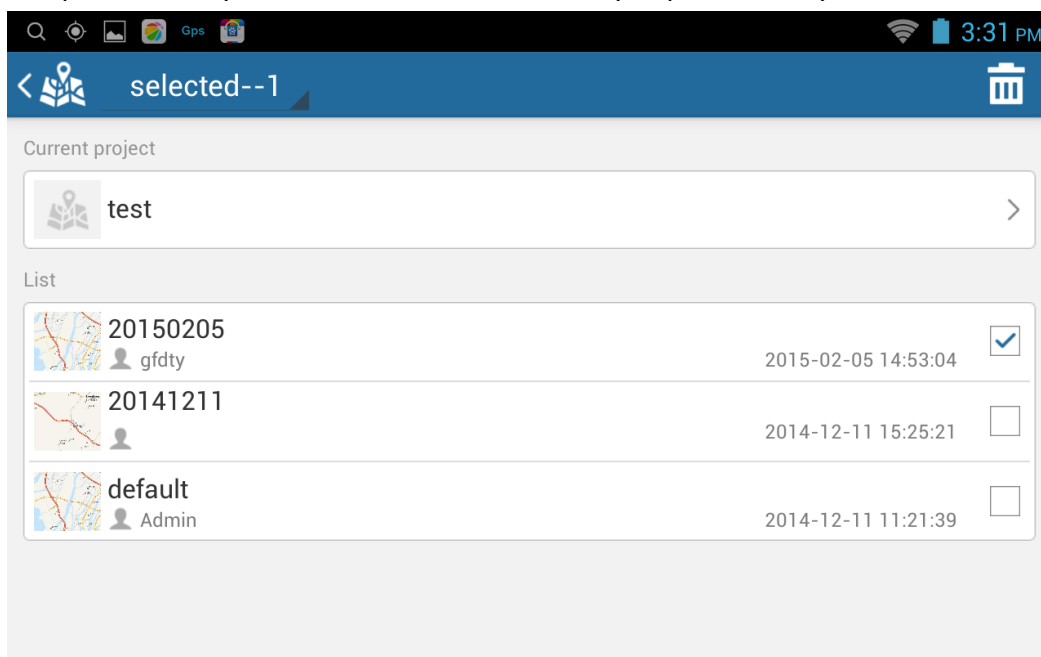 Gps 3:31 PM
selected--1
Current project
test
List
20150205
gfdty 2015-02-05 14:53:04
20141211
2014-12-11 15:25:21
default
Admin 2014-12-11 11:21:39